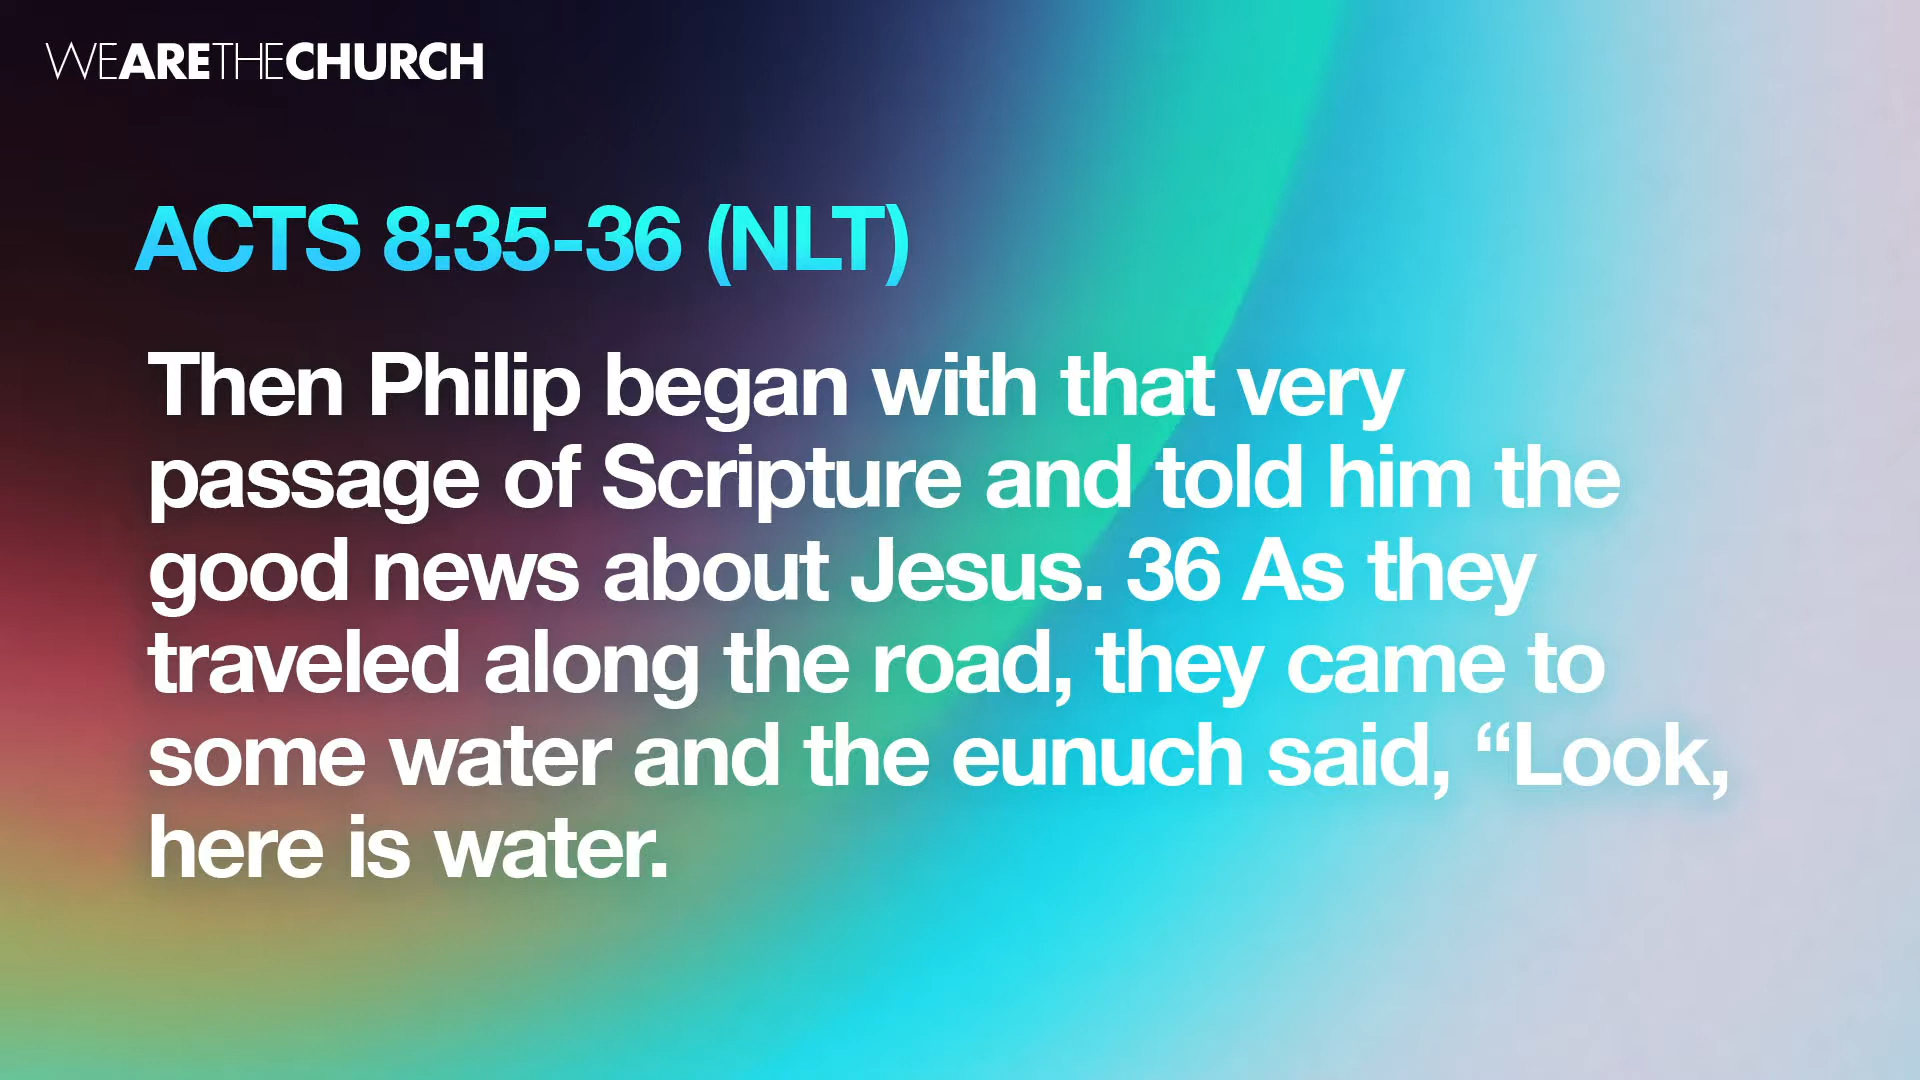 WEARETHECHURCH
ACTS 8:35-36 (NLT)
Then Philip began with that very
passage of Scripture and told him the
good news about Jesus. 36 As they
traveled along the road, they came to
some water and the eunuch said, “Look,
here is water.